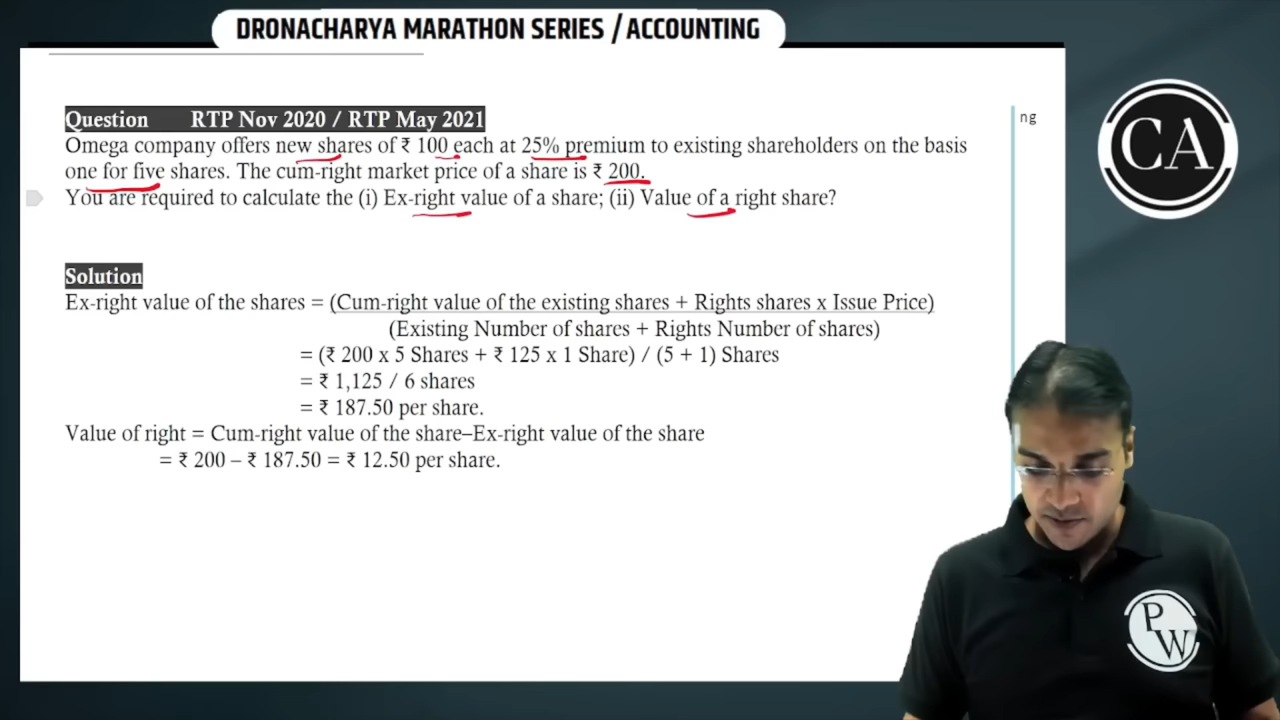 DRONACHARYA MARATHON SERIES / ACCOUNTING
Question RTP Nov 2020 / RTP May 2021
Omega company offers new shares of ₹ 100 each at 25% premium to existing shareholders on the basis
one for five shares. The cum-right market price of a share is ₹ 200.
You are required to calculate the (i) Ex-right value of a share; (ii) Value of a right share?
Solution
Ex-right value of the shares = (Cum-right value of the existing shares + Rights shares x Issue Price)
(Existing Number of shares + Rights Number of shares)
= (₹ 200 x 5 Shares + ₹ 125 x 1 Share) / (5 + 1) Shares
= ₹ 1,125 / 6 shares
= ₹ 187.50 per share.
Value of right = Cum-right value of the share–Ex-right value of the share
= ₹ 200 – ₹ 187.50 = ₹ 12.50 per share.
ng
CA
PW